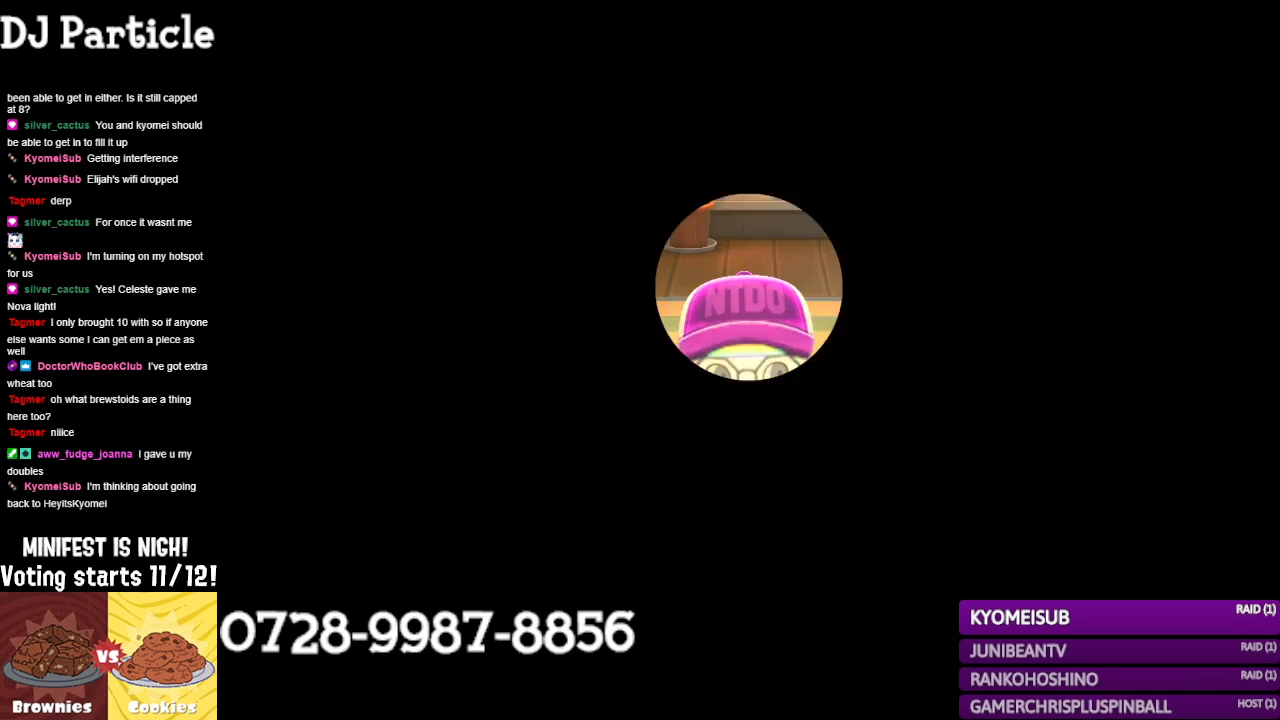 DJ Particle
been able to get in either. Is it still capped
at 8?
silver_cactus You and kyomei should
be able to get in to fill it up
KyomeiSub Getting interference
KyomeiSub Elijah's wifi dropped
Tagmer derp
silver_cactus For once it wasnt me
KyomeiSub I'm turning on my hotspot
for us
silver_cactus Yes! Celeste gave me
Nova light!
Tagmer I only brought 10 with so if anyone
else wants some I can get em a piece as
well
DoctorWhoBookClub I've got extra
wheat too
Tagmer oh what brewstoids are a thing
here too?
Tagmer niiice
aww_fudge_joanna I gave u my
doubles
KyomeiSub I'm thinking about going
back to HeyItsKyomei
NTDO
MINIFEST IS NIGH!
Voting starts 11/12!
VS
Brownies Cookies
0728-9987-8856
KYOMEISUB RAID (1)
JUNIBEANTV RAID (1)
RANKOHOSHINO RAID (1)
GAMERCHRISPLUSPINBALL HOST (1)